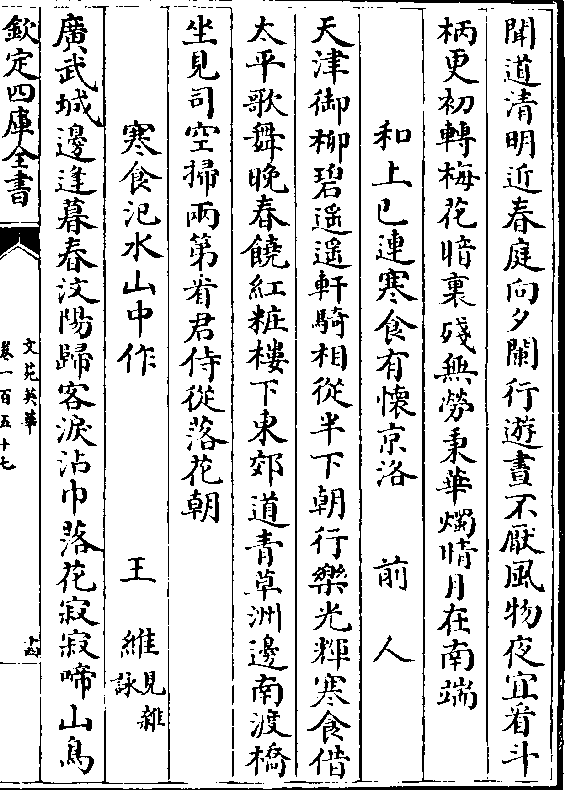 聞道清明近春庭向夕闌行遊晝不厭風物夜宜看斗
柄更初轉梅花暗裏殘無勞秉華燭晴月在南端
和上巳連寒食有懷京洛 前人
天津御柳碧遥遥軒騎相從半下朝行樂光輝寒食借
太平歌舞晚春饒紅粧樓下東郊道青草洲邊南渡橋
坐見司空掃兩第看君侍從落花朝
寒食汜水山中作 王維見雜詠
廣武城邊逢暮春汶陽歸客淚沾巾落花寂寂啼山鳥
欽定四庫全書
文苑英華
卷一百五十七
十四